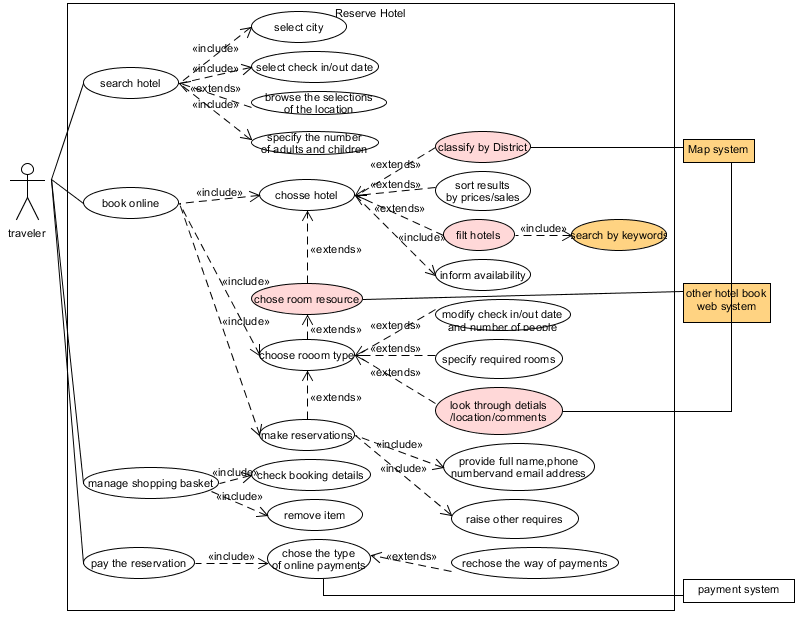 Reserve Hotel
select city
«include»
«include»
select check in/out date
search hotel
«extends»
browse the selections
of the location
«include»
specify the number
of adults and children
classify by District
Map system
«extends»
traveler
book online
«include»
chosse hotel
«extends»
sort results
by prices/sales
«extends»
«include»
filt hotels
«include»
search by keywords
«extends»
inform availability
«include»
chose room resource
other hotel book
web system
«include»
«extends»
«extends»
modify check in/out date
and number of people
choose rooom type
«extends»
specify required rooms
«extends»
«extends»
look through detials
/location/comments
make reservations
«include»
«include»
provide full name,phone
numbervand email address
manage shopping basket
«include»
check booking details
«include»
remove item
raise other requires
pay the reservation
«include»
chose the type
of online payments
«extends»
rechose the way of payments
payment system